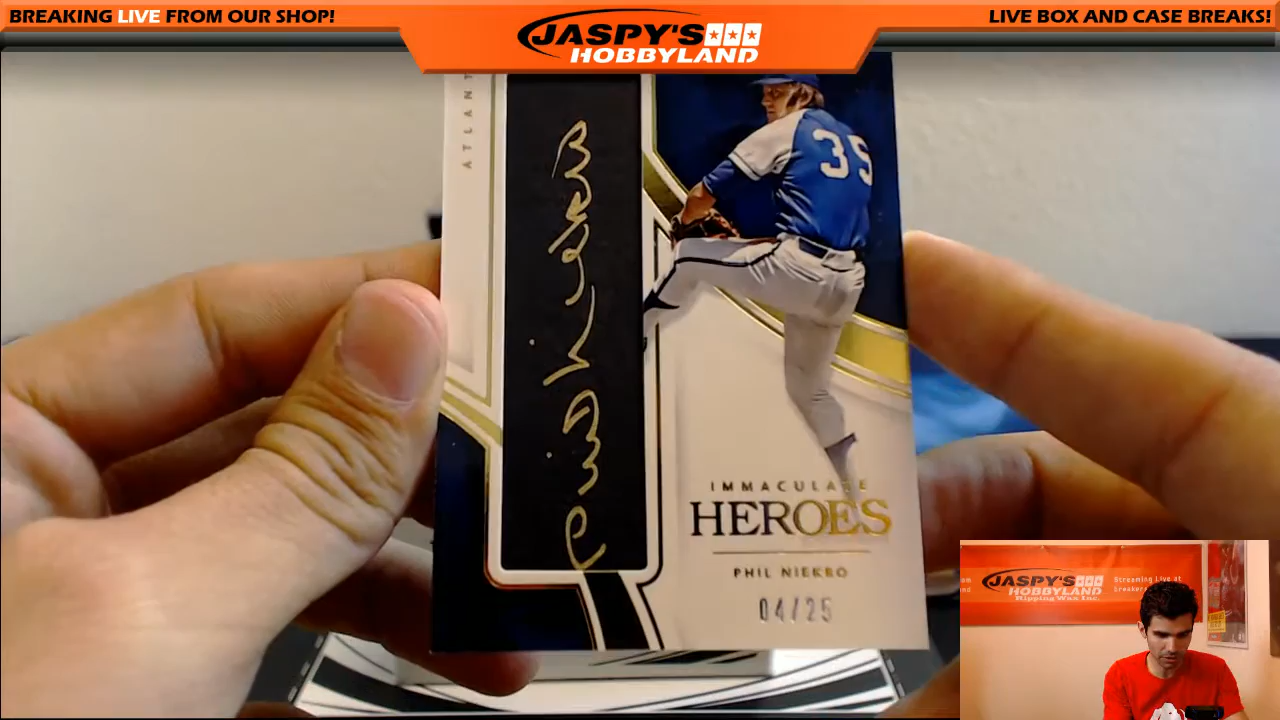 BREAKING LIVE FROM OUR SHOP!
JASPY'S
HOBBYLAND
LIVE BOX AND CASE BREAKS!
ATLANT
Phil Niekro
35
IMMACULATE
HEROES
PHIL NIEKRO
04/25
JASPY'S
HOBBYLAND
Ripping Wax Inc.
Streaming Live at